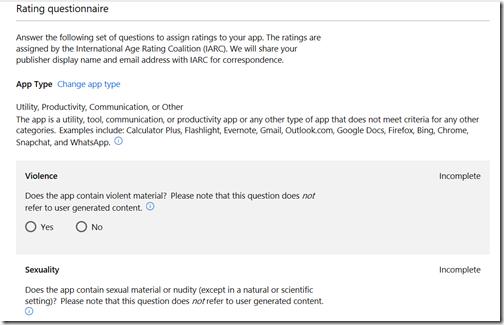 Rating questionnaire
Answer the following set of questions to assign ratings to your app. The ratings are
assigned by the International Age Rating Coalition (IARC). We will share your
publisher display name and email address with IARC for correspondence.
App Type Change app type
Utility, Productivity, Communication, or Other
The app is a utility, tool, communication, or productivity app or any other type of app that does not meet criteria for any other
categories. Examples include: Calculator Plus, Flashlight, Evernote, Gmail, Outlook.com, Google Docs, Firefox, Bing, Chrome,
Snapchat, and WhatsApp.
Violence Incomplete
Does the app contain violent material? Please note that this question does not
refer to user generated content.
Yes No
Sexuality Incomplete
Does the app contain sexual material or nudity (except in a natural or scientific
setting)? Please note that this question does not refer to user generated content.